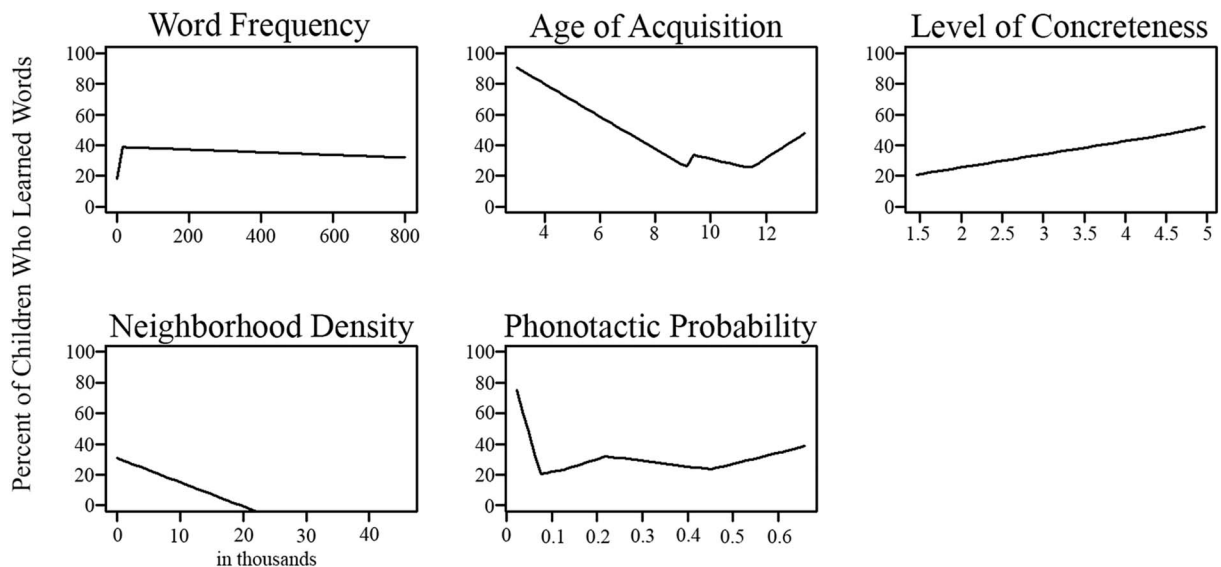 Word Frequency
Age of Acquisition
Level of Concreteness
Percent of Children Who Learned Words
100
80
60
40
20
0
0 200 400 600 800
100
80
60
40
20
0
4 6 8 10 12
100
80
60
40
20
0
1.5 2 2.5 3 3.5 4 4.5 5
Neighborhood Density
Phonotactic Probability
100
80
60
40
20
0
0 10 20 30 40
in thousands
100
80
60
40
20
0
0 0.1 0.2 0.3 0.4 0.5 0.6